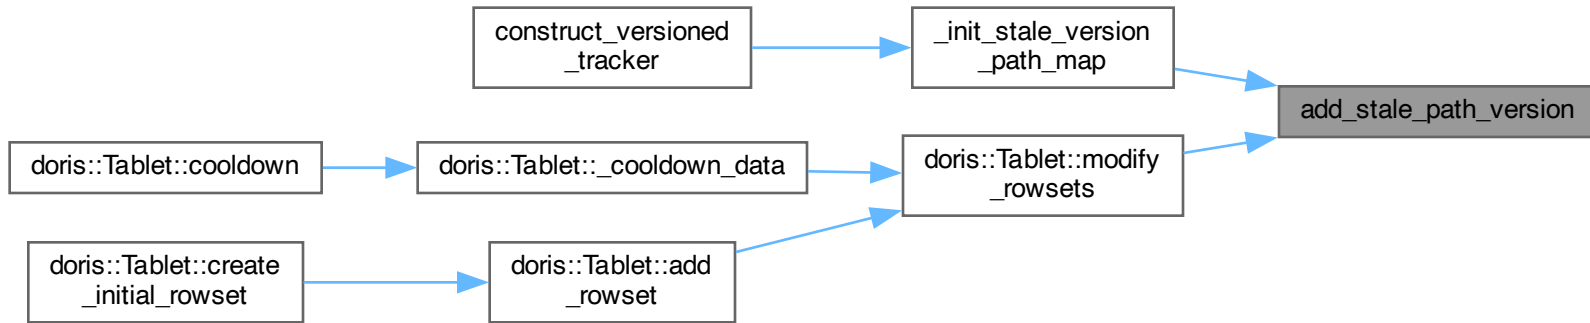 construct_versioned
_tracker
_init_stale_version
_path_map
add_stale_path_version
doris::Tablet::cooldown
doris::Tablet::_cooldown_data
doris::Tablet::modify
_rowsets
doris::Tablet::create
_initial_rowset
doris::Tablet::add
_rowset